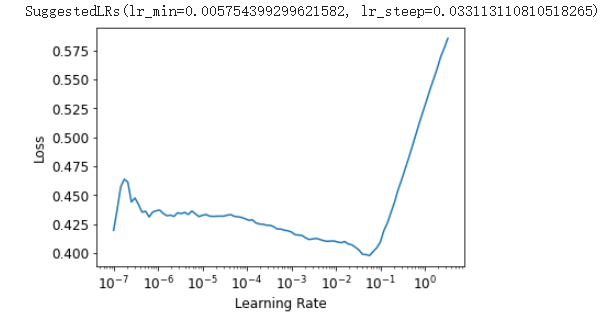 SuggestedLRs(lr_min=0.005754399299621582, lr_steep=0.033113110810518265)
0.575
0.550
0.525
0.500
0.475
0.450
0.425
0.400
Loss
10⁻⁷ 10⁻⁶ 10⁻⁵ 10⁻⁴ 10⁻³ 10⁻² 10⁻¹ 10⁰
Learning Rate